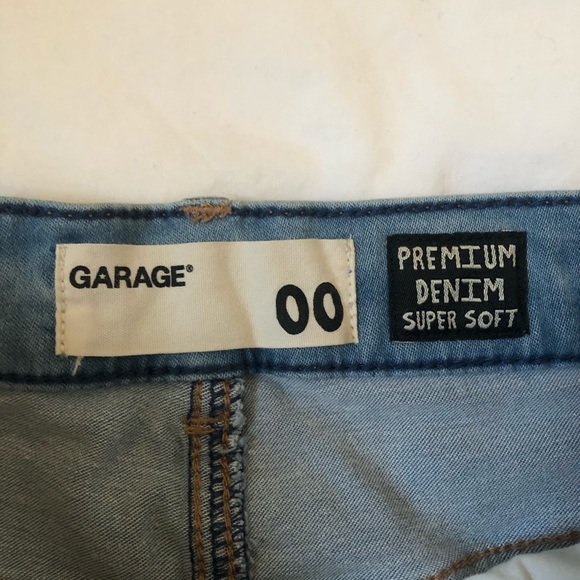 GARAGE®
00
PREMIUM
DENIM
SUPER SOFT